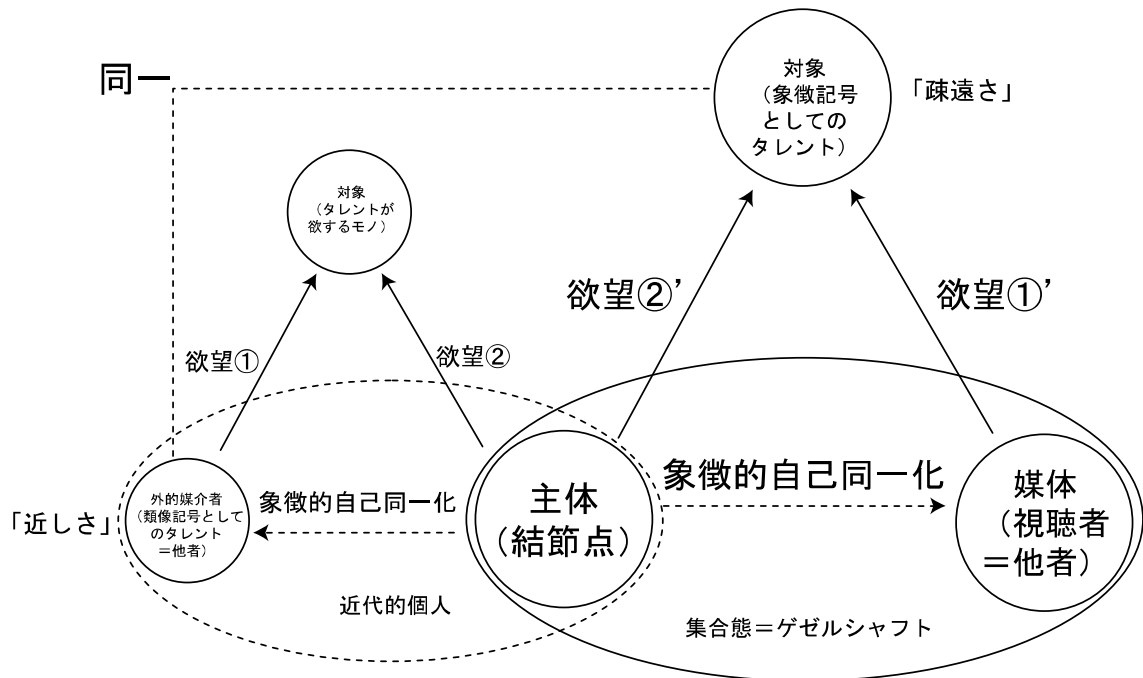 同一
対象
（象徴記号
としての
タレント）
「疎遠さ」
対象
（タレントが
欲するモノ）
欲望②’
欲望①’
欲望①
欲望②
外的媒介者
（類像記号として
のタレント
＝他者）
「近しさ」
象徴的自己同一化
主体
（結節点）
象徴的自己同一化
媒体
（視聴者
＝他者）
近代的個人
集合態＝ゲゼルシャフト